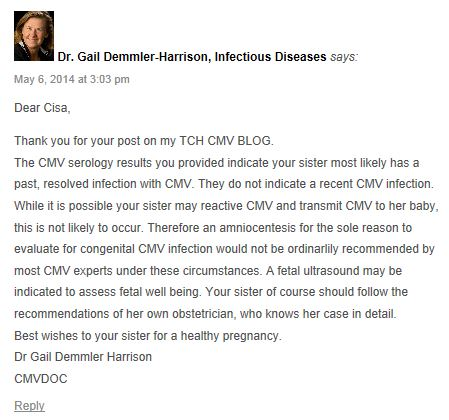 Dr. Gail Demmler-Harrison, Infectious Diseases says:
May 6, 2014 at 3:03 pm
Dear Cisa,
Thank you for your post on my TCH CMV BLOG.
The CMV serology results you provided indicate your sister most likely has a
past, resolved infection with CMV. They do not indicate a recent CMV infection.
While it is possible your sister may reactive CMV and transmit CMV to her baby,
this is not likely to occur. Therefore an amniocentesis for the sole reason to
evaluate for congenital CMV infection would not be ordinarlily recommended by
most CMV experts under these circumstances. A fetal ultrasound may be
indicated to assess fetal well being. Your sister of course should follow the
recommendations of her own obstetrician, who knows her case in detail.
Best wishes to your sister for a healthy pregnancy.
Dr Gail Demmler Harrison
CMVDOC
Reply